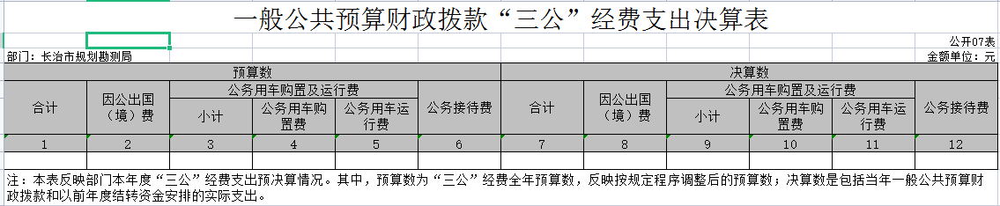 一般公共预算财政拨款“三公”经费支出决算表
公开07表
部门：长治市规划勘测局 金额单位：元
预算数 决算数
合计 因公出国（境）费 公务用车购置及运行费 公务接待费 合计 因公出国（境）费 公务用车购置及运行费 公务接待费
小计 公务用车购置费 公务用车运行费 小计 公务用车购置费 公务用车运行费
1 2 3 4 5 6 7 8 9 10 11 12
注：本表反映部门本年度“三公”经费支出预决算情况。其中，预算数为“三公”经费全年预算数，反映按规定程序调整后的预算数；决算数是包括当年一般公共预算财
政拨款和以前年度结转资金安排的实际支出。